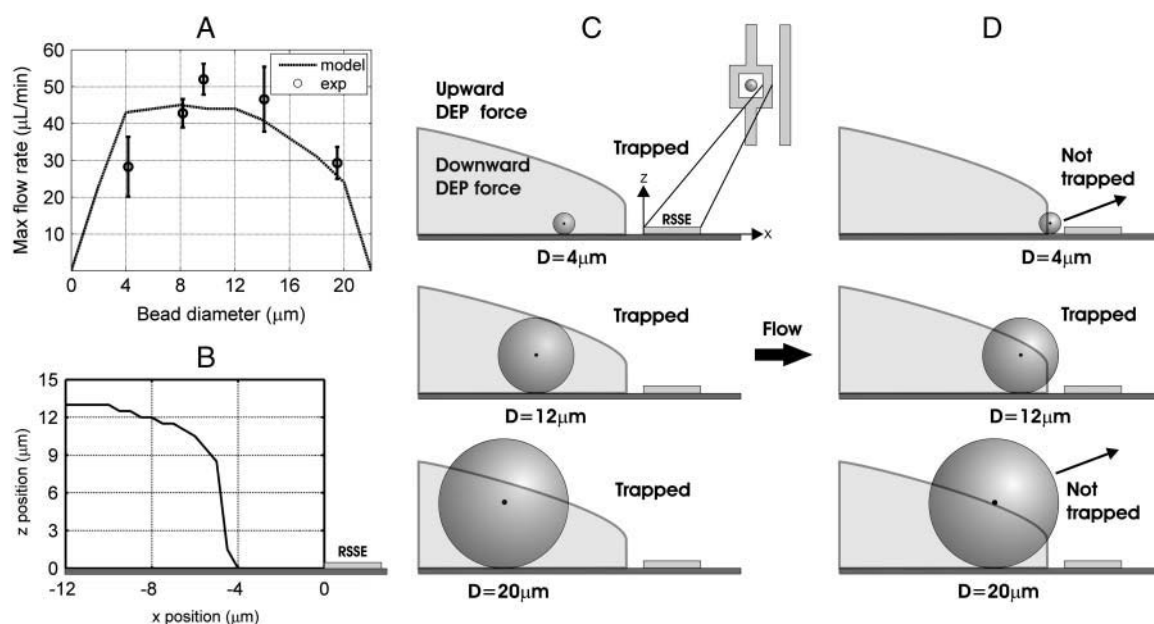 A
Max flow rate (μL/min)
60
50
40
30
20
10
0
4
8
12
16
20
Bead diameter (μm)
model
exp
B
z position (μm)
15
12
9
6
3
0
-12
-8
-4
0
x position (μm)
RSSE
C
Upward
DEP force
Downward
DEP force
Trapped
z
RSSE
x
D=4μm
Trapped
D=12μm
Trapped
D=20μm
Flow
D
Not
trapped
D=4μm
Trapped
D=12μm
Not
trapped
D=20μm